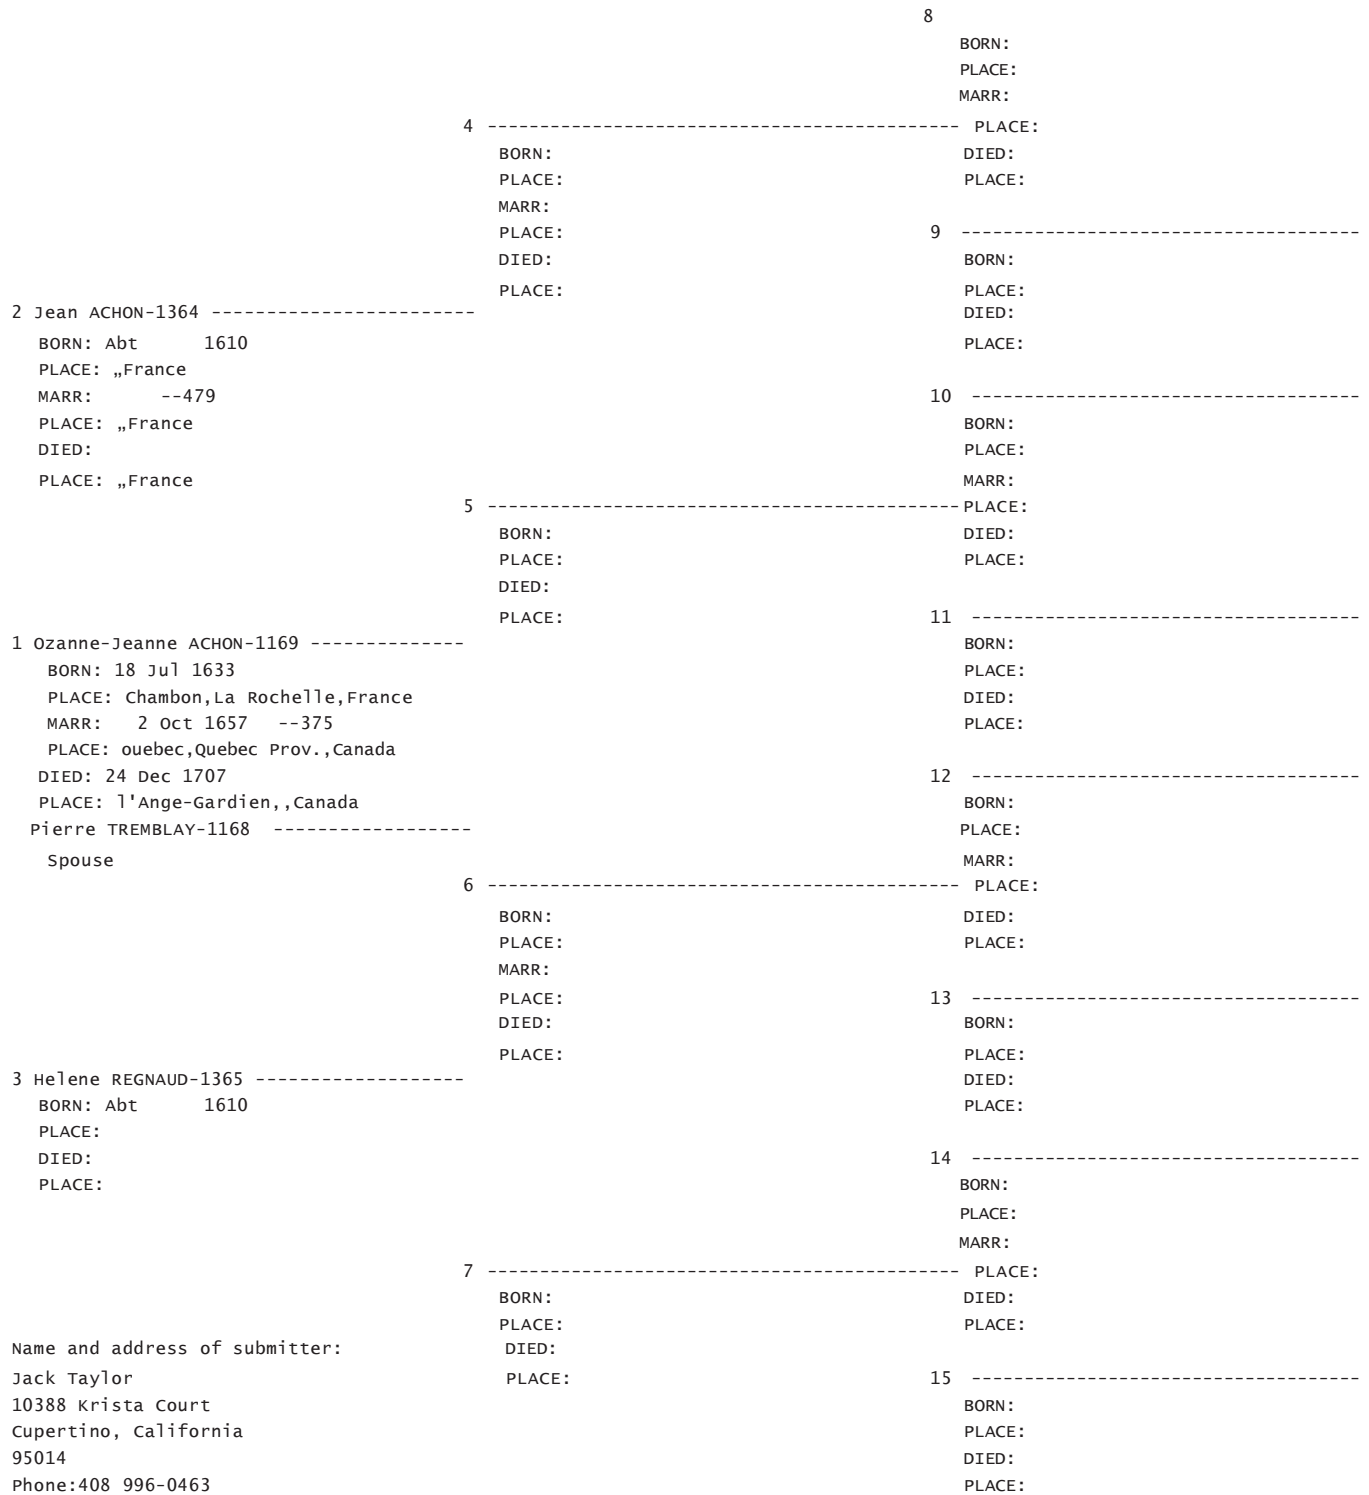 8
BORN:
PLACE:
MARR:
4 --------------------------------------------- PLACE:
BORN: DIED:
PLACE: PLACE:
MARR:
PLACE: 9 --------------------------------------
DIED: BORN:
PLACE: PLACE:
2 Jean ACHON-1364 ------------------------ DIED:
BORN: Abt 1610 PLACE:
PLACE: „France
MARR: --479 10 -------------------------------------
PLACE: „France BORN:
DIED: PLACE:
PLACE: „France MARR:
5 --------------------------------------------- PLACE:
BORN: DIED:
PLACE: PLACE:
DIED:
PLACE: 11 -------------------------------------
1 Ozanne-Jeanne ACHON-1169 -------------- BORN:
BORN: 18 Jul 1633 PLACE:
PLACE: Chambon,La Rochelle,France DIED:
MARR: 2 Oct 1657 --375 PLACE:
PLACE: ouebec,Quebec Prov.,Canada
DIED: 24 Dec 1707 12 -------------------------------------
PLACE: l'Ange-Gardien,,Canada BORN:
Pierre TREMBLAY-1168 ------------------ PLACE:
Spouse MARR:
6 --------------------------------------------- PLACE:
BORN: DIED:
PLACE: PLACE:
MARR:
PLACE: 13 -------------------------------------
DIED: BORN:
PLACE: PLACE:
3 Helene REGNAUD-1365 ------------------- DIED:
BORN: Abt 1610 PLACE:
PLACE:
DIED: 14 -------------------------------------
PLACE: BORN:
PLACE:
MARR:
7 --------------------------------------------- PLACE:
BORN: DIED:
PLACE: PLACE:
Name and address of submitter: DIED:
Jack Taylor PLACE: 15 -------------------------------------
10388 Krista Court BORN:
Cupertino, California PLACE:
95014 DIED:
Phone:408 996-0463 PLACE: